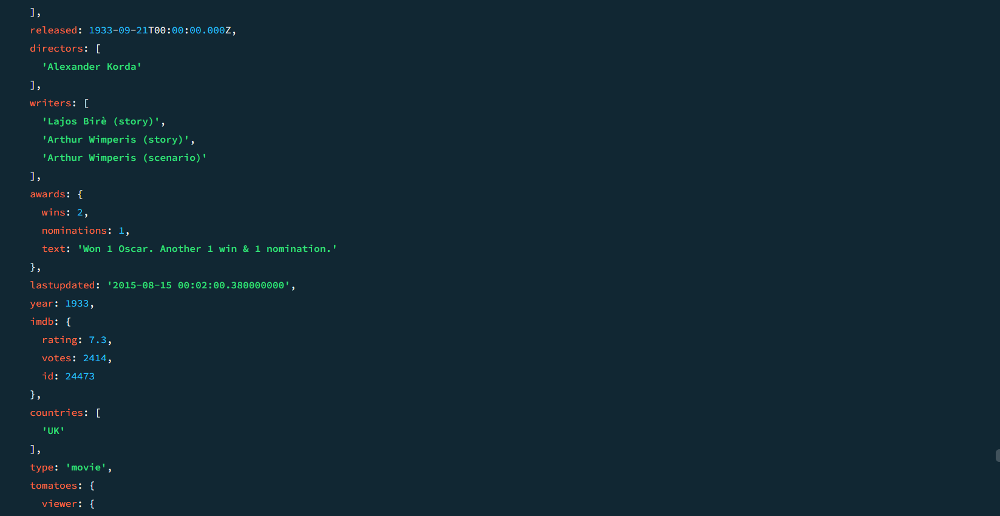 ],
released: 1933-09-21T00:00:00.000Z,
directors: [
'Alexander Korda'
],
writers: [
'Lajos Birè (story)',
'Arthur Wimperis (story)',
'Arthur Wimperis (scenario)'
],
awards: {
wins: 2,
nominations: 1,
text: 'Won 1 Oscar. Another 1 win & 1 nomination.'
},
lastupdated: '2015-08-15 00:02:00.380000000',
year: 1933,
imdb: {
rating: 7.3,
votes: 2414,
id: 24473
},
countries: [
'UK'
],
type: 'movie',
tomatoes: {
viewer: {